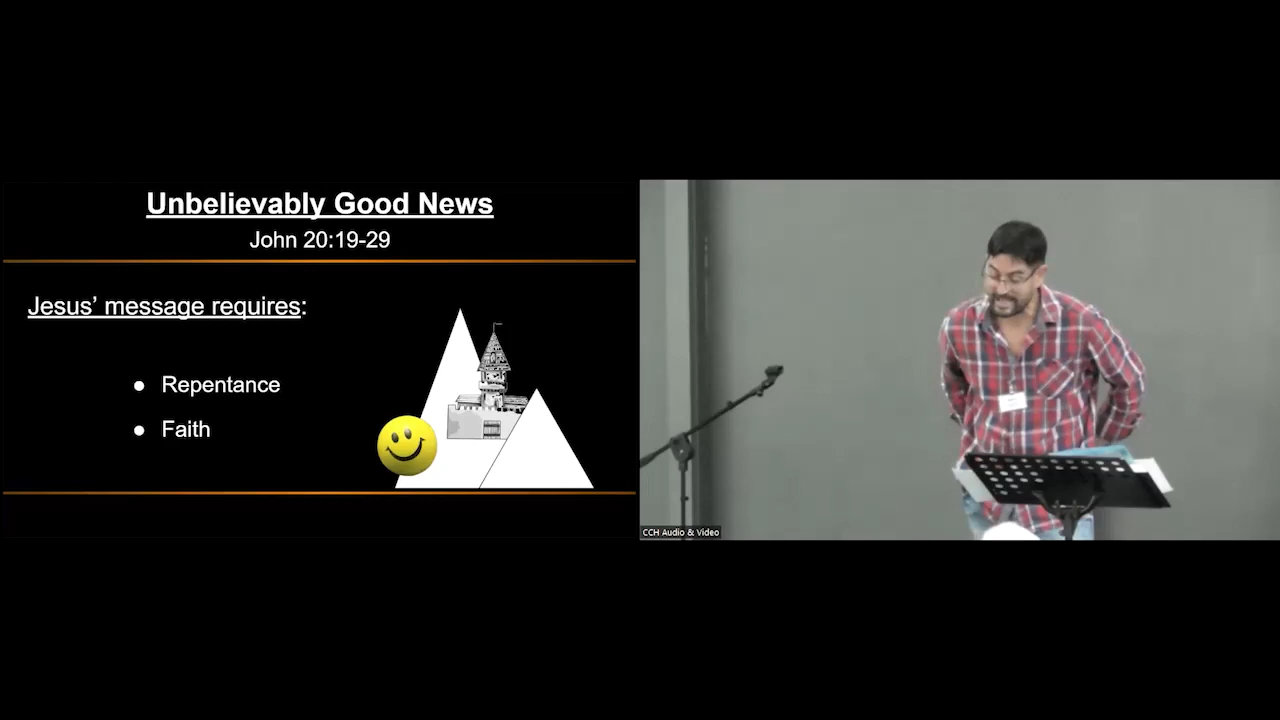 Unbelievably Good News
John 20:19-29
Jesus’ message requires:
● Repentance
● Faith
CCH Audio & Video